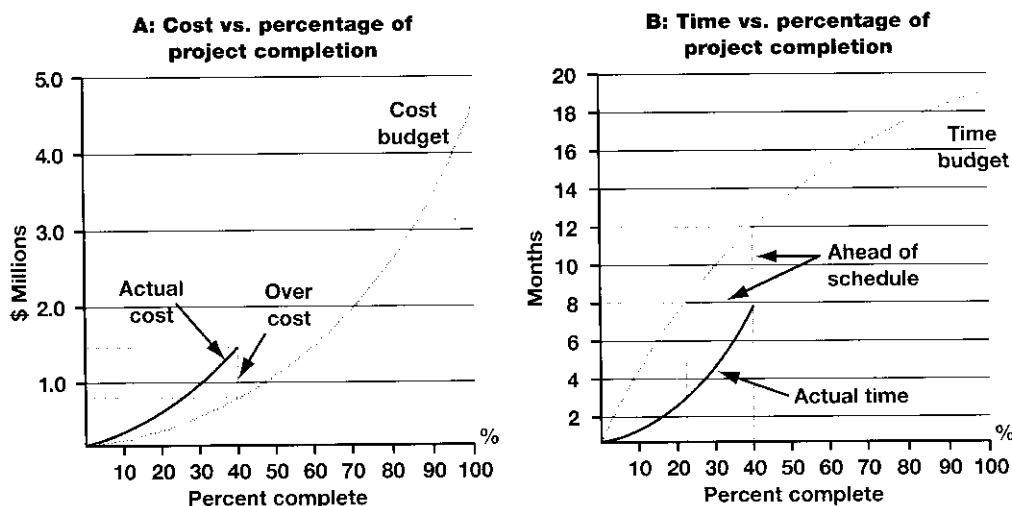 A: Cost vs. percentage of
project completion
5.0
4.0
3.0
2.0
1.0
$ Millions
Cost
budget
Actual
cost
Over
cost
%
10 20 30 40 50 60 70 80 90 100
Percent complete
B: Time vs. percentage of
project completion
20
18
16
14
12
10
8
6
4
2
Months
Time
budget
Ahead of
schedule
Actual time
%
10 20 30 40 50 60 70 80 90 100
Percent complete